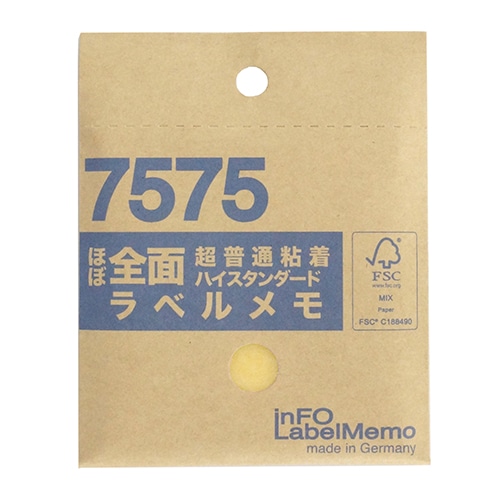 7575
ほぼ全面 超普通粘着
ハイスタンダード
ラベルメモ
FSC
www.fsc.org
MIX
Paper
FSC® C188490
inFO
LabelMemo
made in Germany